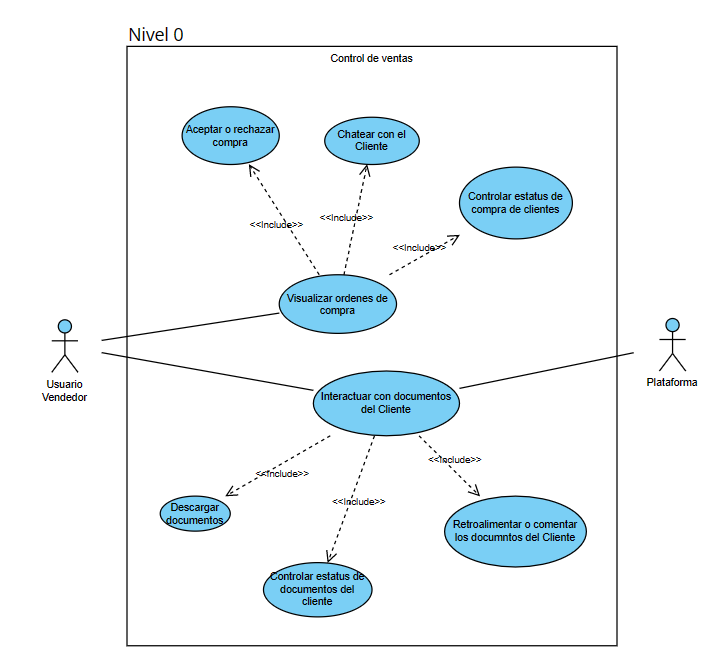 Nivel 0
Control de ventas
Aceptar o rechazar
compra
Chatear con el
Cliente
Controlar estatus de
compra de clientes
<<Include>>
<<Include>>
<<Include>>
Visualizar ordenes de
compra
Usuario
Vendedor
Plataforma
Interactuar con documentos
del Cliente
<<Include>>
<<Include>>
<<Include>>
Descargar
documentos
Retroalimentar o comentar
los documntos del Cliente
Controlar estatus de
documentos del
cliente